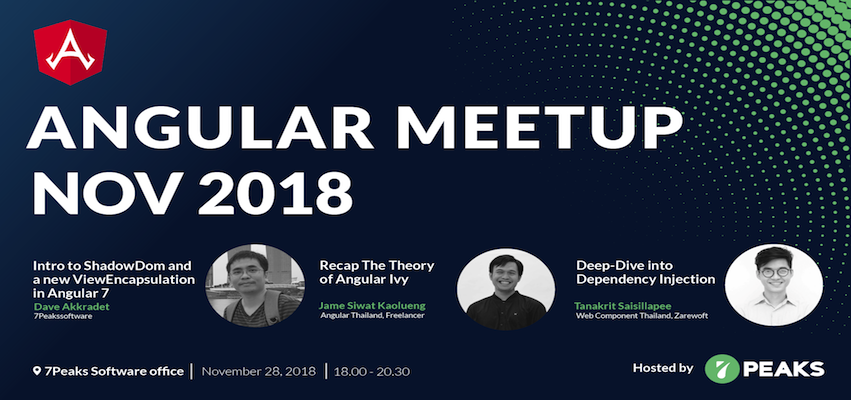 ANGULAR MEETUP
NOV 2018
Intro to ShadowDom and
a new ViewEncapsulation
in Angular 7
Dave Akkradet
7Peakssoftware
Recap The Theory
of Angular Ivy
Jame Siwat Kaolueng
Angular Thailand, Freelancer
Deep-Dive into
Dependency Injection
Tanakrit Saisillapee
Web Component Thailand, Zarewoft
7Peaks Software office | November 28, 2018 | 18.00 - 20.30
Hosted by 7 PEAKS